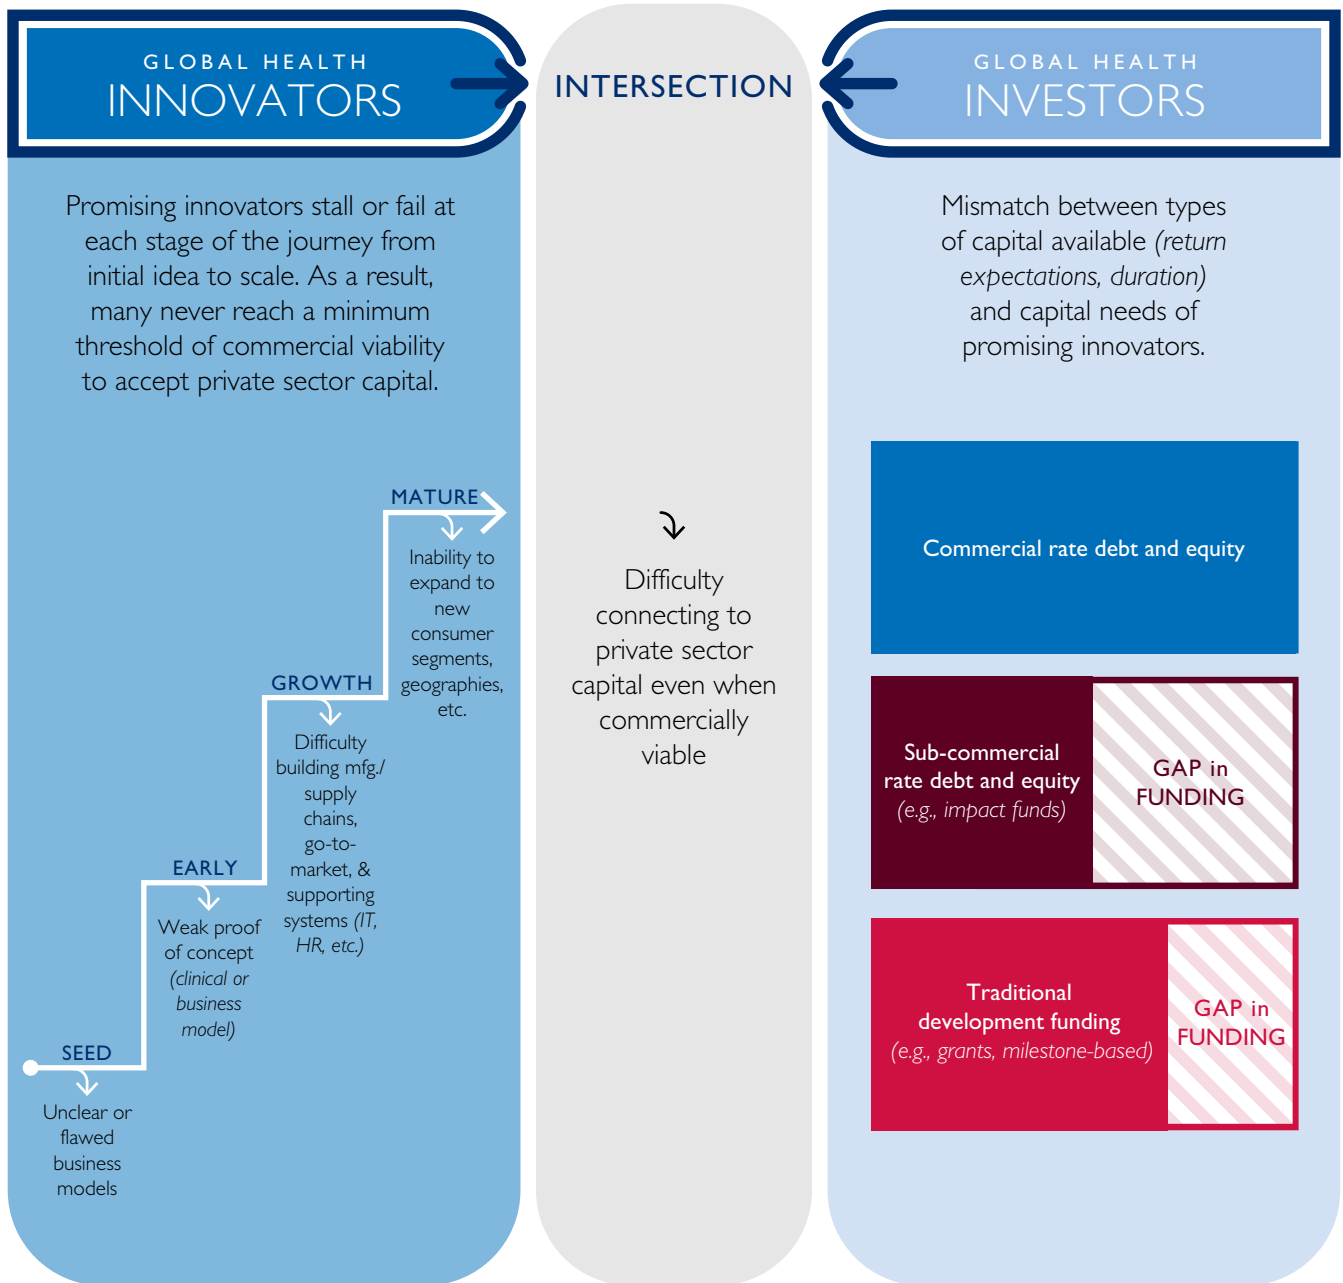 GLOBAL HEALTH
INNOVATORS
Promising innovators stall or fail at
each stage of the journey from
initial idea to scale. As a result,
many never reach a minimum
threshold of commercial viability
to accept private sector capital.
MATURE
Inability to
expand to
new
consumer
segments,
geographies,
etc.
GROWTH
Difficulty
building mfg./
supply
chains,
go-to-
market, &
supporting
systems (IT,
HR, etc.)
EARLY
Weak proof
of concept
(clinical or
business
model)
SEED
Unclear or
flawed
business
models
INTERSECTION
Difficulty
connecting to
private sector
capital even when
commercially
viable
GLOBAL HEALTH
INVESTORS
Mismatch between types
of capital available (return
expectations, duration)
and capital needs of
promising innovators.
Commercial rate debt and equity
Sub-commercial
rate debt and equity
(e.g., impact funds)
GAP in
FUNDING
Traditional
development funding
(e.g., grants, milestone-based)
GAP in
FUNDING